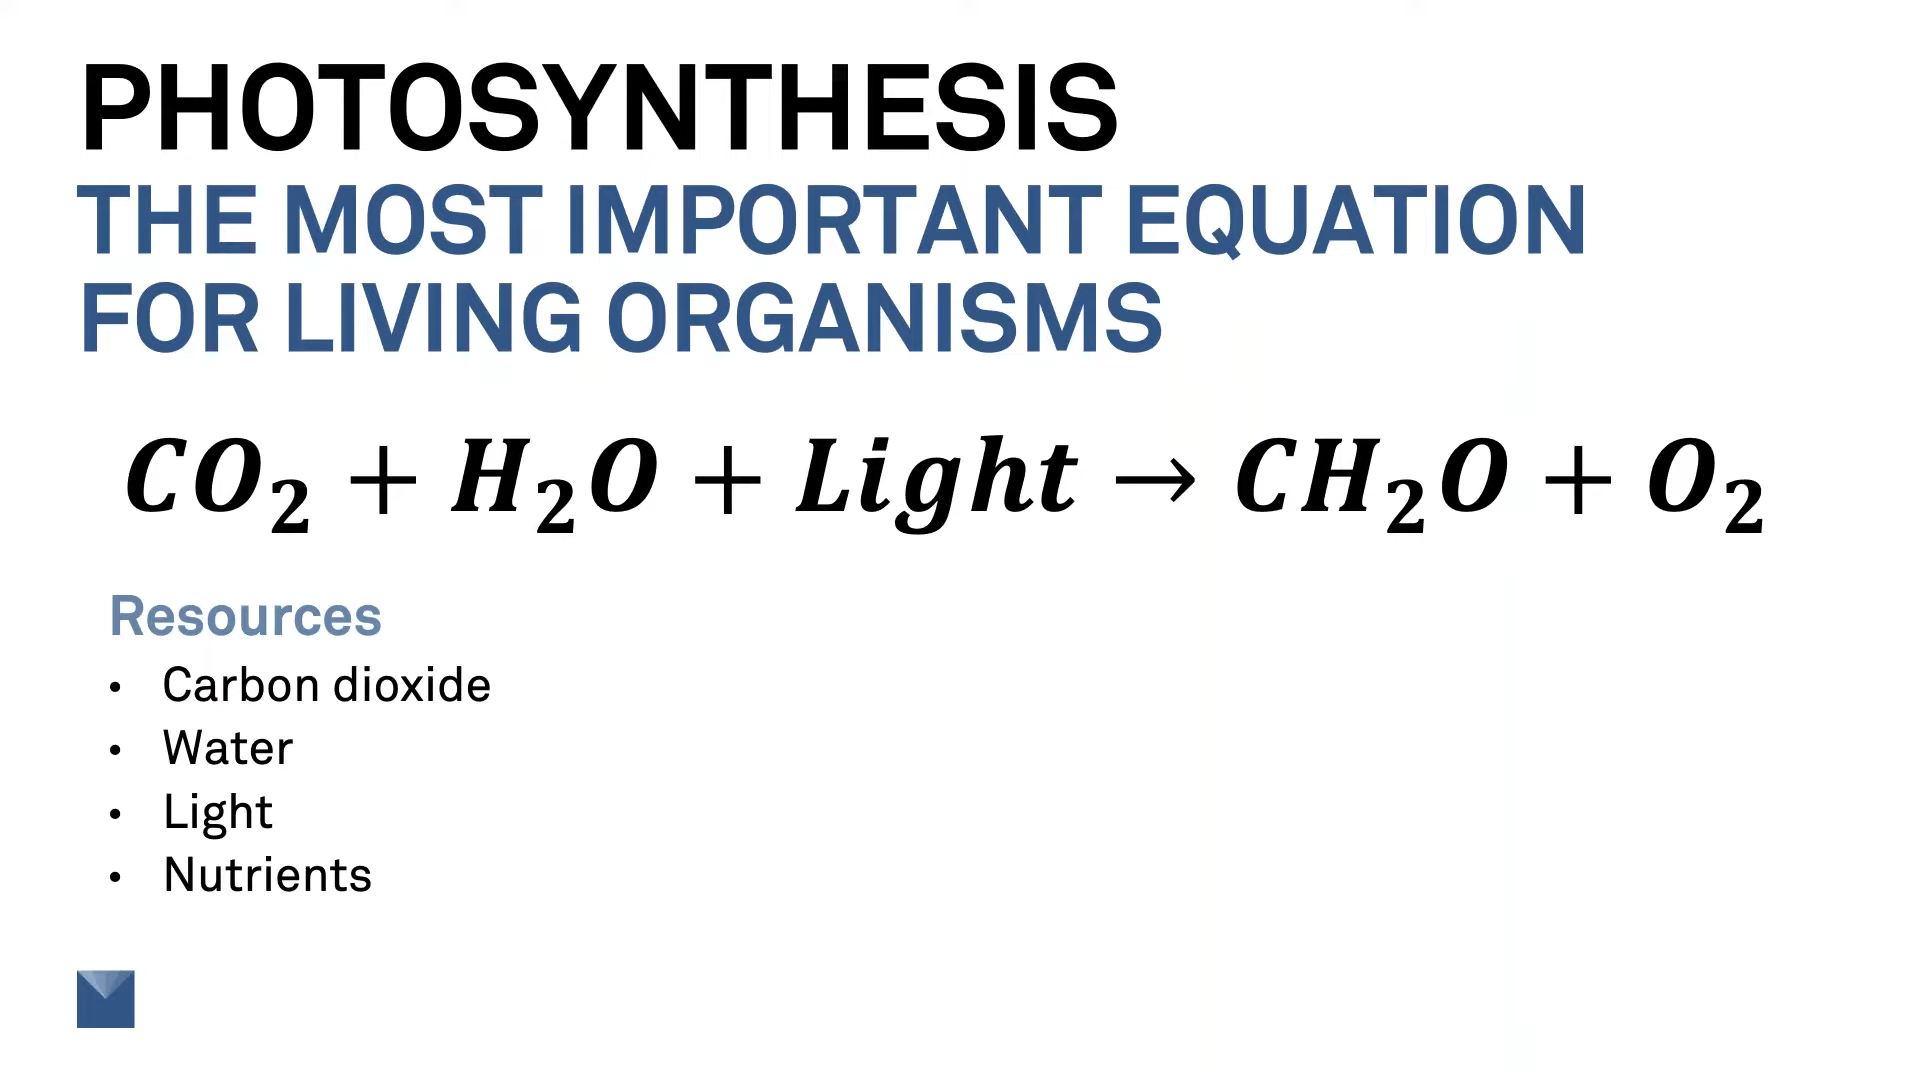 PHOTOSYNTHESIS
THE MOST IMPORTANT EQUATION
FOR LIVING ORGANISMS
CO₂ + H₂O + Light → CH₂O + O₂
Resources
• Carbon dioxide
• Water
• Light
• Nutrients